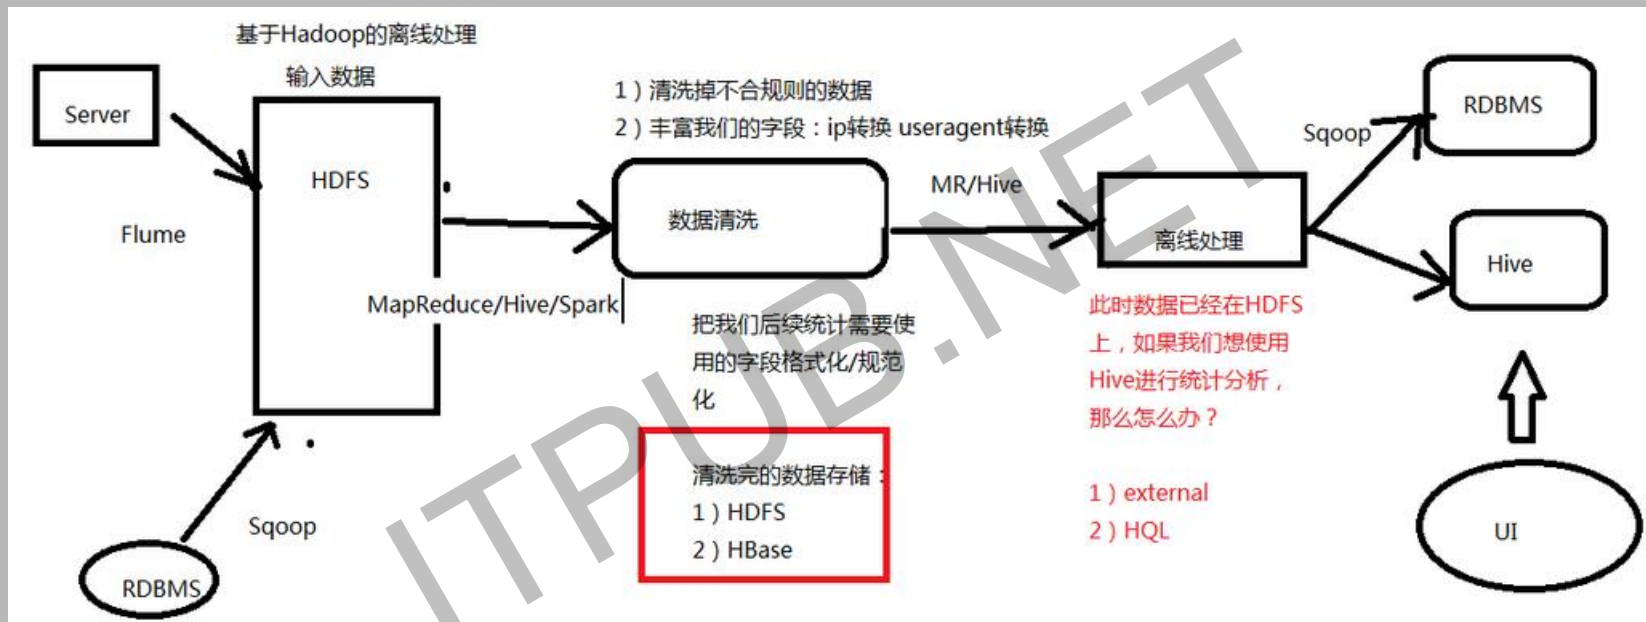 基于Hadoop的离线处理
输入数据
Server
HDFS
Flume
MapReduce/Hive/Spark
Sqoop
RDBMS
1）清洗掉不合规则的数据
2）丰富我们的字段：ip转换 useragent转换
数据清洗
把我们后续统计需要使
用的字段格式化/规范
化
清洗完的数据存储：
1）HDFS
2）HBase
MR/Hive
离线处理
此时数据已经在HDFS
上，如果我们想使用
Hive进行统计分析，
那么怎么办？
1）external
2）HQL
Sqoop
RDBMS
Hive
UI
ITPUB.NET